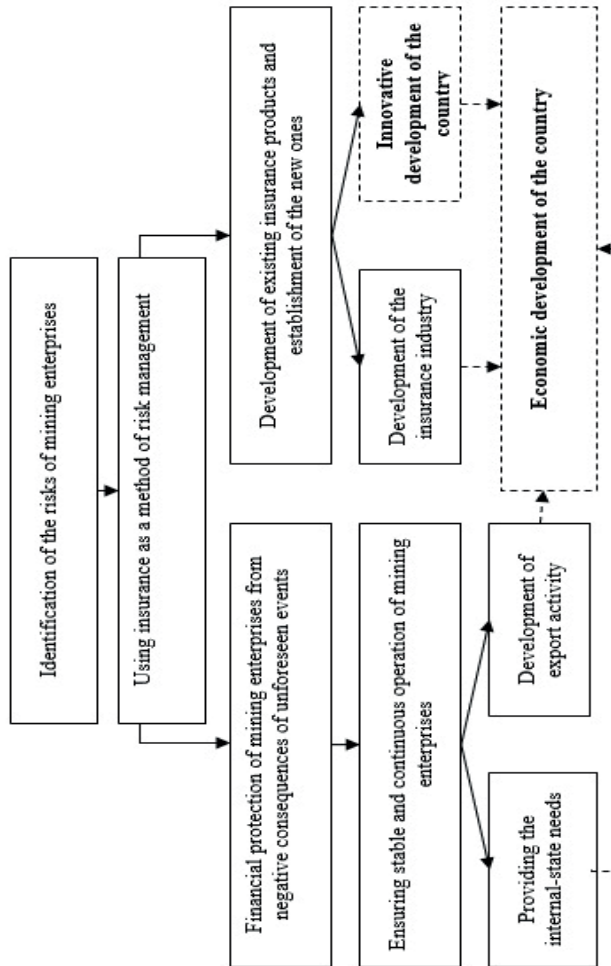 Identification of the risks of mining enterprises
Using insurance as a method of risk management
Financial protection of mining enterprises from
negative consequences of unforeseen events
Development of existing insurance products and
establishment of the new ones
Ensuring stable and continuous operation of mining
enterprises
Development of the
insurance industry
Innovative
development of the
country
Providing the
internal-state needs
Development of
export activity
Economic development of the country